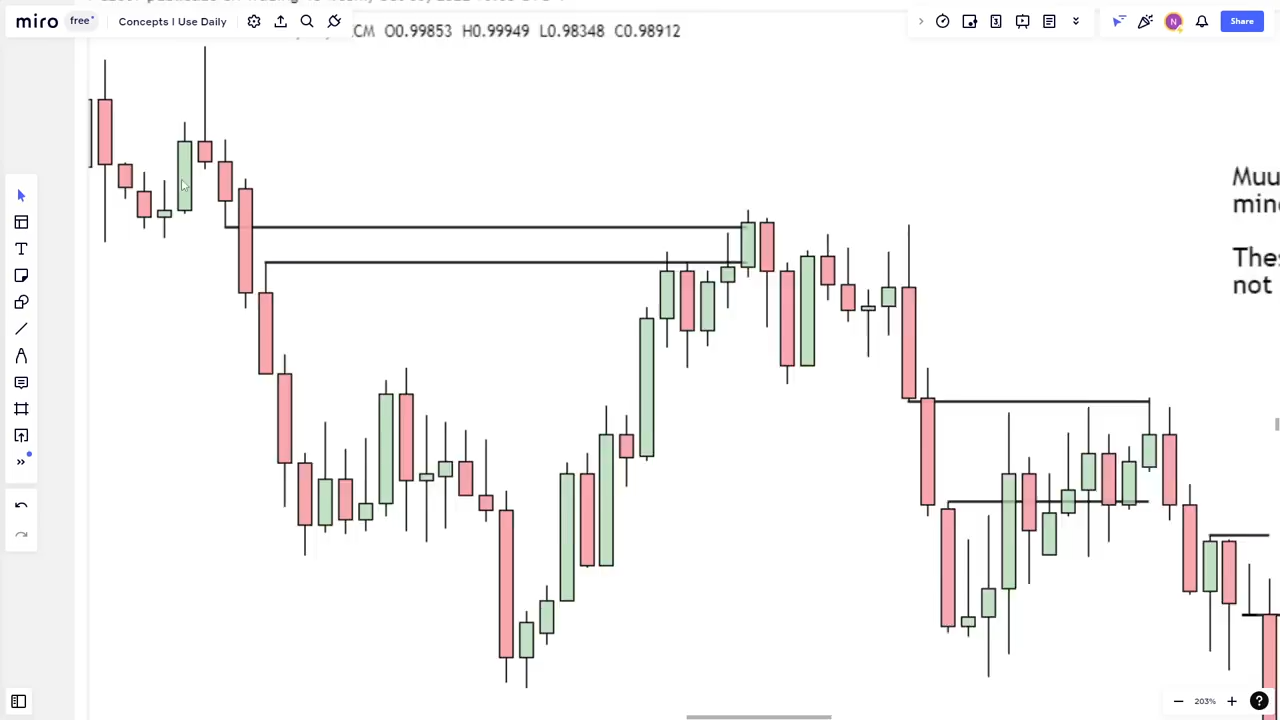 miro free Concepts I Use Daily
Share
CM O0.99853 H0.99949 L0.98348 C0.98912
Muu
min
Thes
not
203%